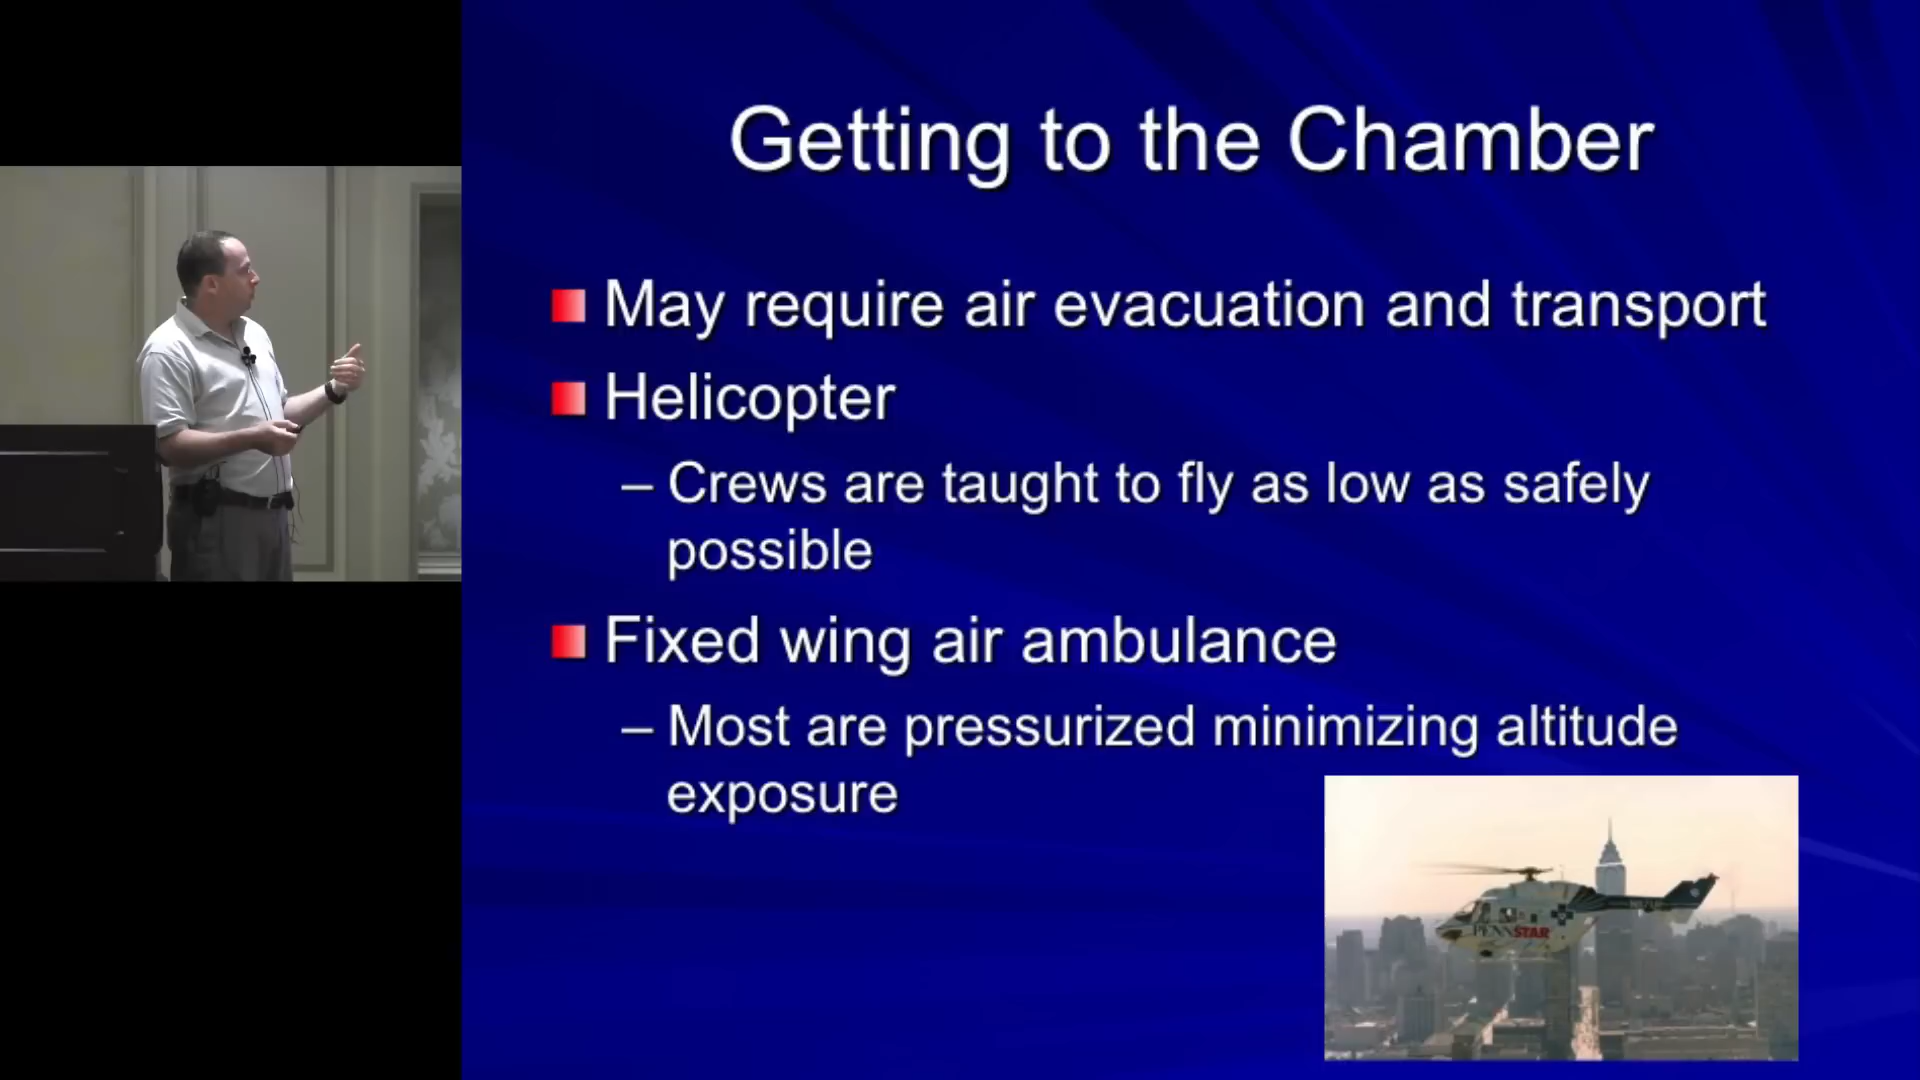 Getting to the Chamber
May require air evacuation and transport
Helicopter
– Crews are taught to fly as low as safely
possible
Fixed wing air ambulance
– Most are pressurized minimizing altitude
exposure
PENNSTAR